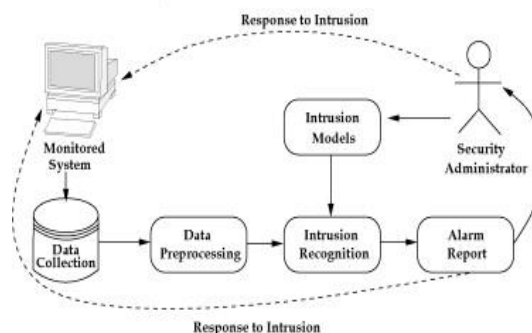 Response to Intrusion
Monitored
System
Intrusion
Models
Security
Administrator
Data
Collection
Data
Preprocessing
Intrusion
Recognition
Alarm
Report
Response to Intrusion